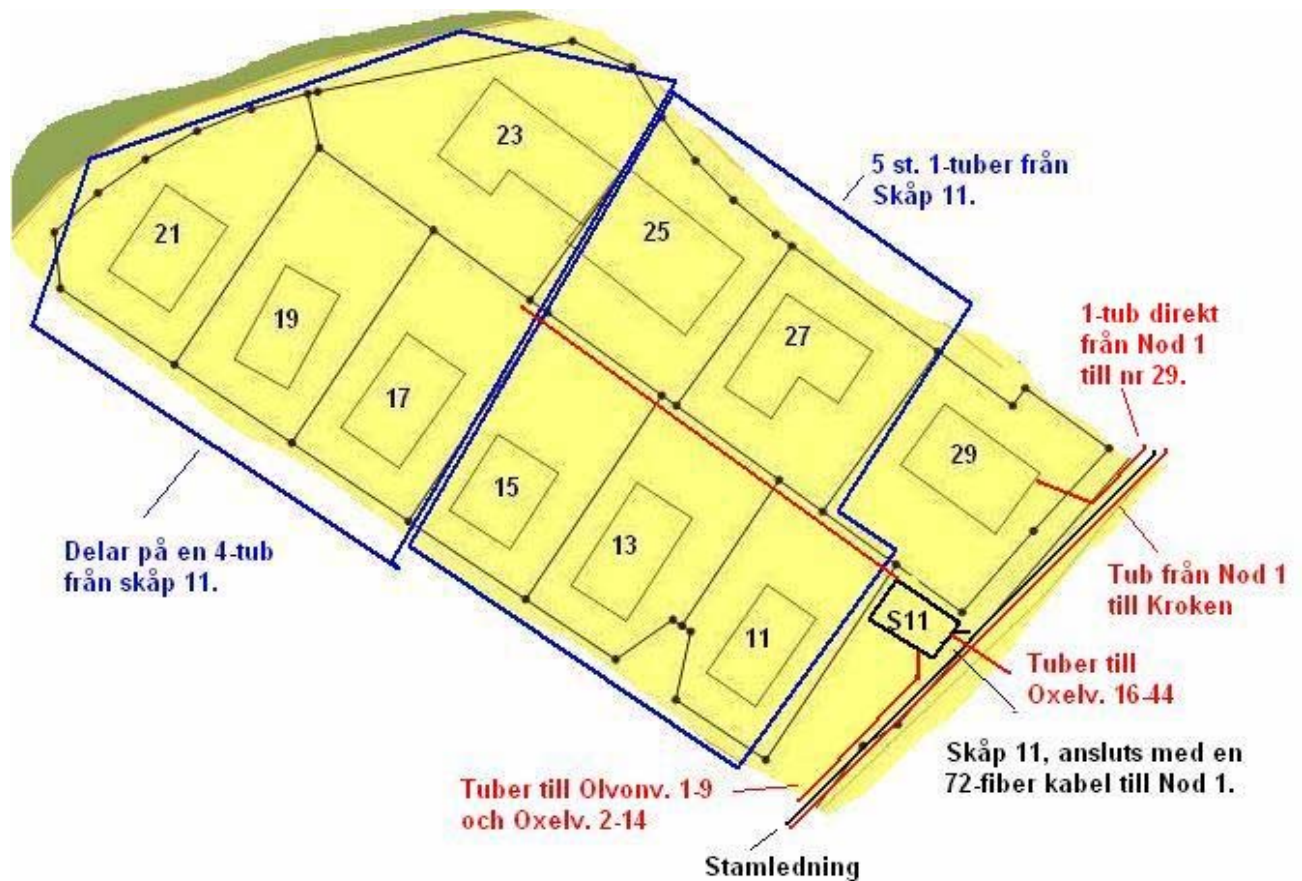 23
5 st. 1-tuber från
Skåp 11.
21
25
19
27
1-tub direkt
från Nod 1
till nr 29.
17
29
15
13
Delar på en 4-tub
från skåp 11.
Tub från Nod 1
till Kroken
11
S11
Tuber till
Oxelv. 16-44
Skåp 11, ansluts med en
72-fiber kabel till Nod 1.
Tuber till Olvonv. 1-9
och Oxelv. 2-14
Stamledning